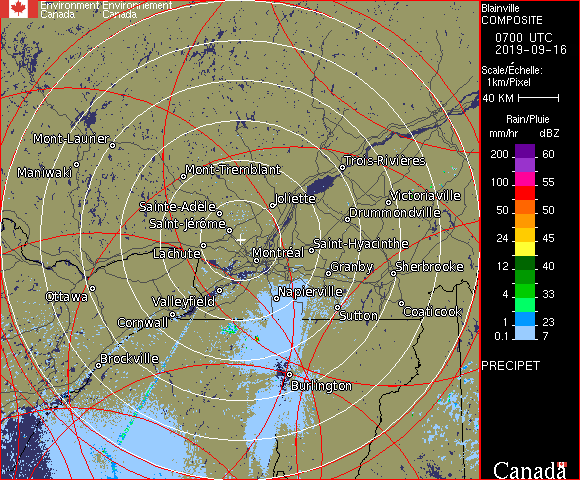 Environment Environnement
Canada Canada
Blainville
COMPOSITE
0700 UTC
2019-09-16
Scale/Échelle:
1km/Pixel
40 KM
Rain/Pluie
mm/hr dBZ
200 60
100 55
50 50
24 45
12 40
4 33
1 23
0.1 7
PRECIPET
Canada
Mont-Laurier
Maniwaki
Mont-Tremblant
Trois-Rivières
Joliette
Victoriaville
Sainte-Adele
Drummondville
Saint-Jérôme
Saint-Hyacinthe
Lachute
Montréal
Granby
Sherbrooke
Ottawa
Valleyfield
Napierville
Cornwall
Sutton
Coaticook
Brockville
Burlington